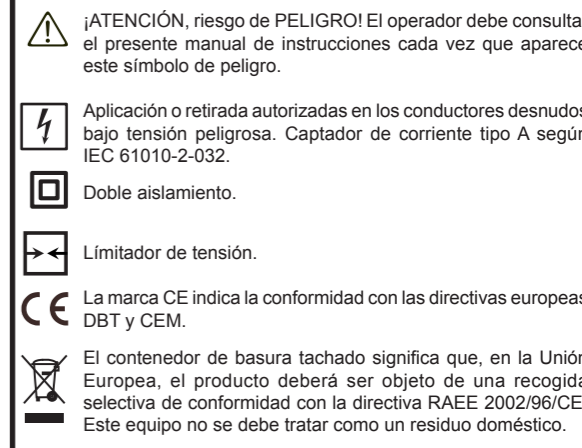 ¡ATENCIÓN, riesgo de PELIGRO! El operador debe consulta
el presente manual de instrucciones cada vez que aparece
este símbolo de peligro.
Aplicación o retirada autorizadas en los conductores desnudos
bajo tensión peligrosa. Captador de corriente tipo A según
IEC 61010-2-032.
Doble aislamiento.
Límitador de tensión.
CE La marca CE indica la conformidad con las directivas europeas
DBT y CEM.
El contenedor de basura tachado significa que, en la Unión
Europea, el producto deberá ser objeto de una recogida
selectiva de conformidad con la directiva RAEE 2002/96/CE
Este equipo no se debe tratar como un residuo doméstico.